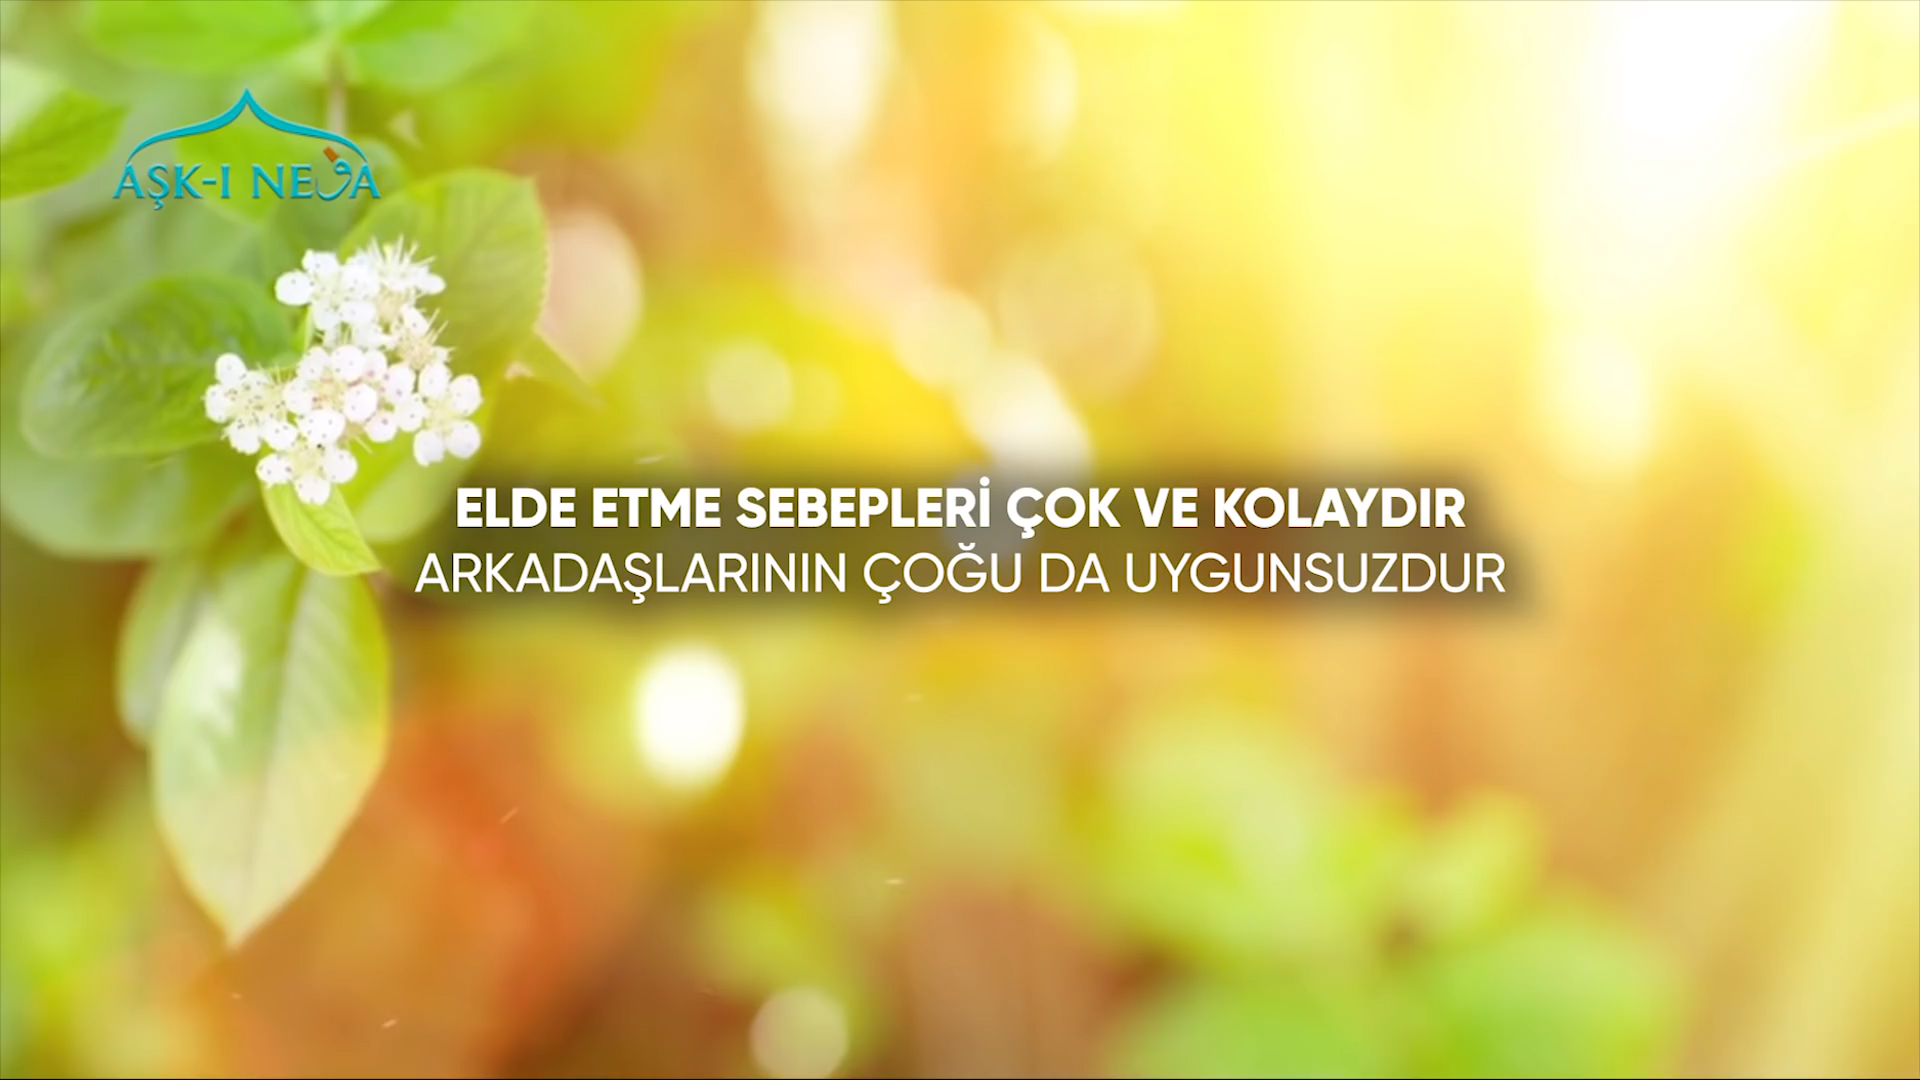 AŞK-I NEVA
ELDE ETME SEBEPLERİ ÇOK VE KOLAYDIR
ARKADAŞLARININ ÇOĞU DA UYGUNSUZDUR